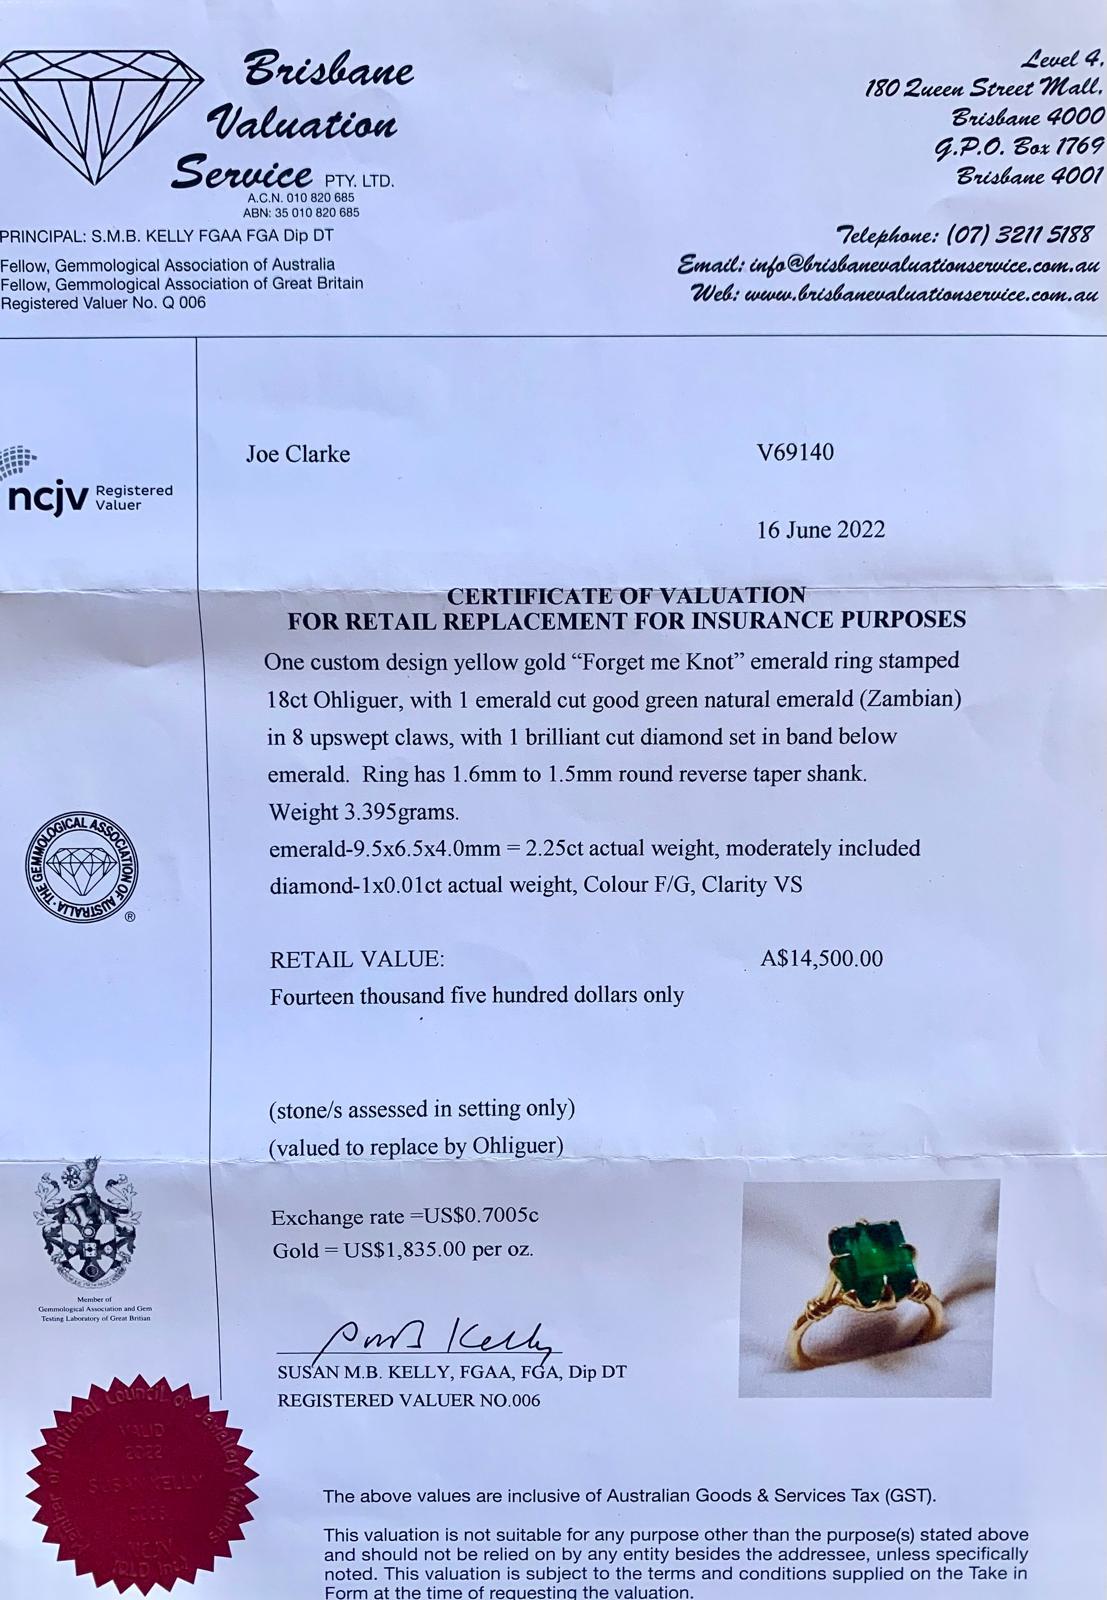 Brisbane
Valuation
Service PTY. LTD.
A.C.N. 010 820 685
ABN: 35 010 820 685
PRINCIPAL: S.M.B. KELLY FGAA FGA Dip DT
Fellow, Gemmological Association of Australia
Fellow, Gemmological Association of Great Britain
Registered Valuer No. Q 006
Level 4,
180 Queen Street Mall,
Brisbane 4000
G.P.O. Box 1769
Brisbane 4001
Telephone: (07) 3211 5188
Email: info@brisbanevaluationservice.com.au
Web: www.brisbanevaluationservice.com.au
ncjv Registered
Valuer
Joe Clarke
V69140
16 June 2022
CERTIFICATE OF VALUATION
FOR RETAIL REPLACEMENT FOR INSURANCE PURPOSES
One custom design yellow gold “Forget me Knot” emerald ring stamped
18ct Ohliguer, with 1 emerald cut good green natural emerald (Zambian)
in 8 upswept claws, with 1 brilliant cut diamond set in band below
emerald. Ring has 1.6mm to 1.5mm round reverse taper shank.
Weight 3.395grams.
emerald-9.5x6.5x4.0mm = 2.25ct actual weight, moderately included
diamond-1x0.01ct actual weight, Colour F/G, Clarity VS
THE GEMMOLOGICAL ASSOCIATION OF AUSTRALIA
®
RETAIL VALUE: A$14,500.00
Fourteen thousand five hundred dollars only
(stone/s assessed in setting only)
(valued to replace by Ohliguer)
Exchange rate =US$0.7005c
Gold = US$1,835.00 per oz.
Member of
Gemmological Association and Gem
Testing Laboratory of Great Britian
SMB Kelly
SUSAN M.B. KELLY, FGAA, FGA, Dip DT
REGISTERED VALUER NO.006
National Council of Jewellery Valuers
VALID
2022
SUSAN KELLY
NCJV
The above values are inclusive of Australian Goods & Services Tax (GST).
This valuation is not suitable for any purpose other than the purpose(s) stated above
and should not be relied on by any entity besides the addressee, unless specifically
noted. This valuation is subject to the terms and conditions supplied on the Take in
Form at the time of requesting the valuation.